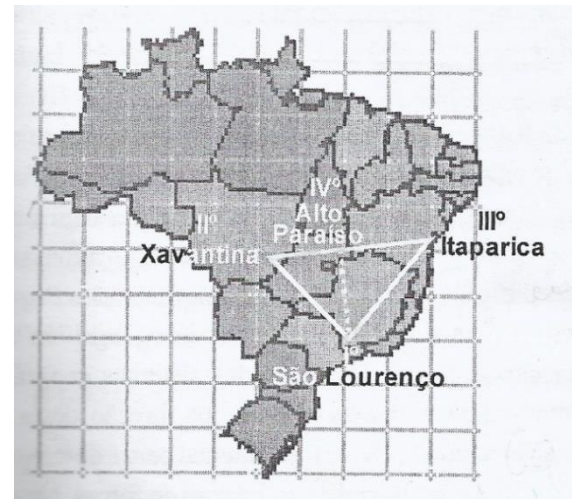 IVº
Alto
Paraíso
IIº
Xavantina
IIIº
Itaparica
São Lourenço